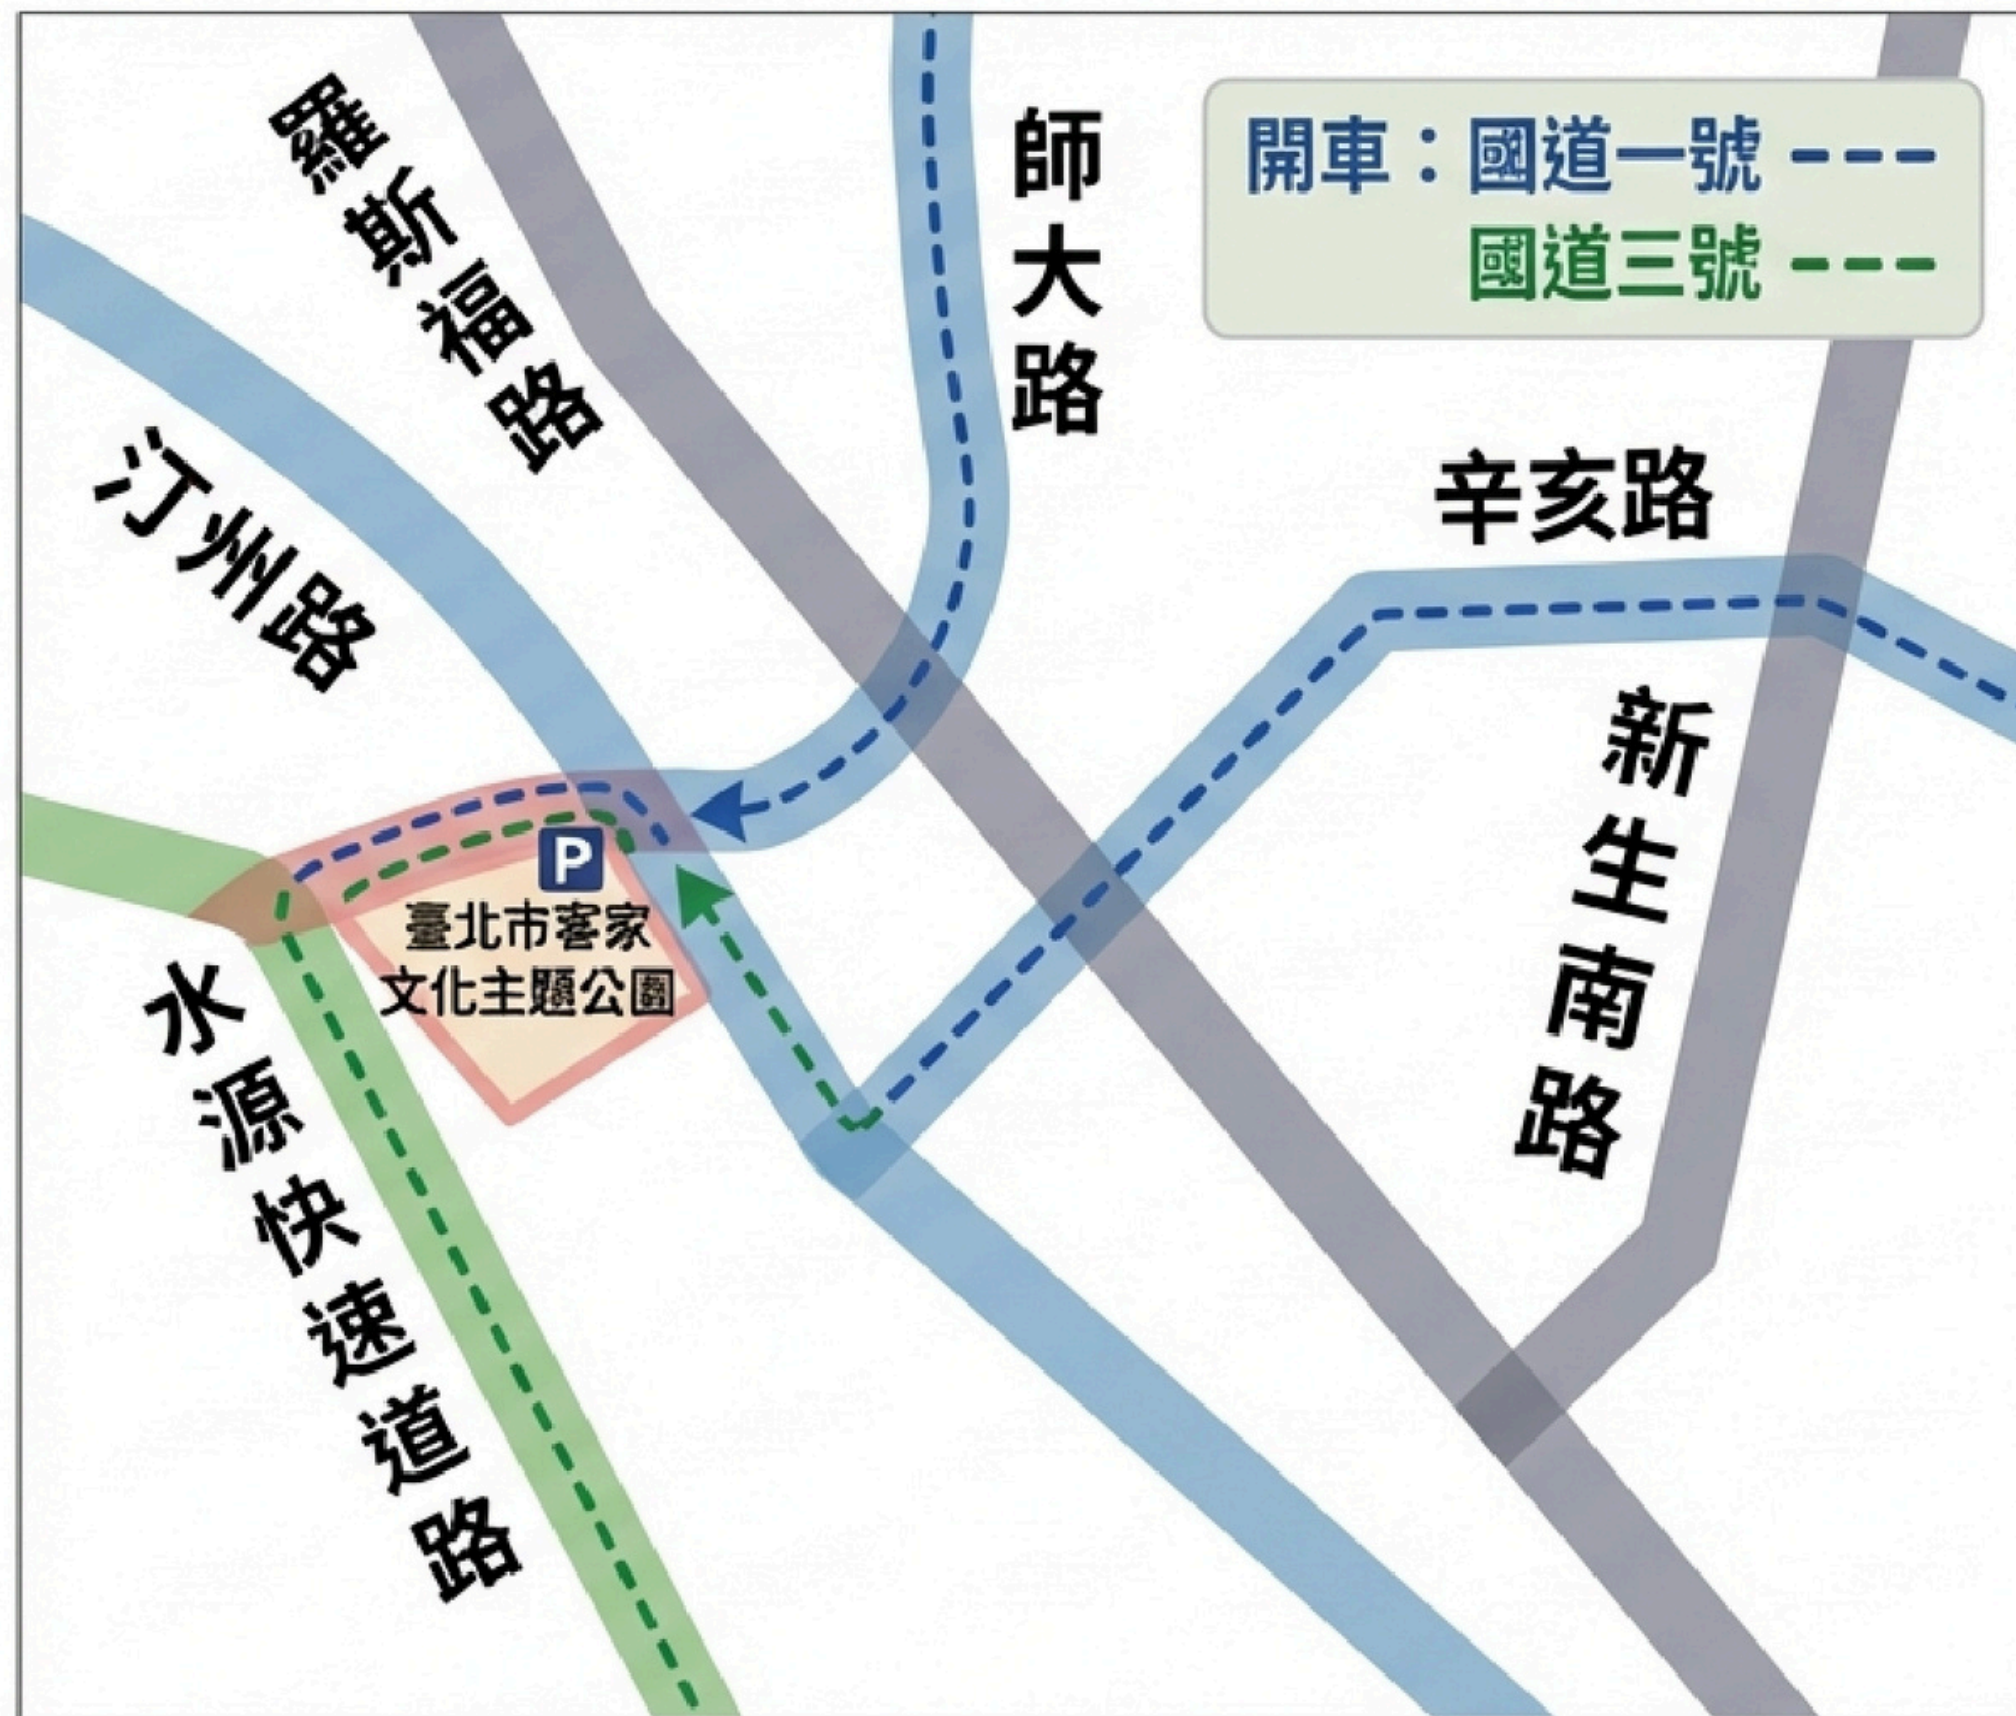 羅斯福路
師大路
開車：國道一號
國道三號
汀州路
辛亥路
新生南路
P
臺北市客家
文化主題公園
水源快速道路